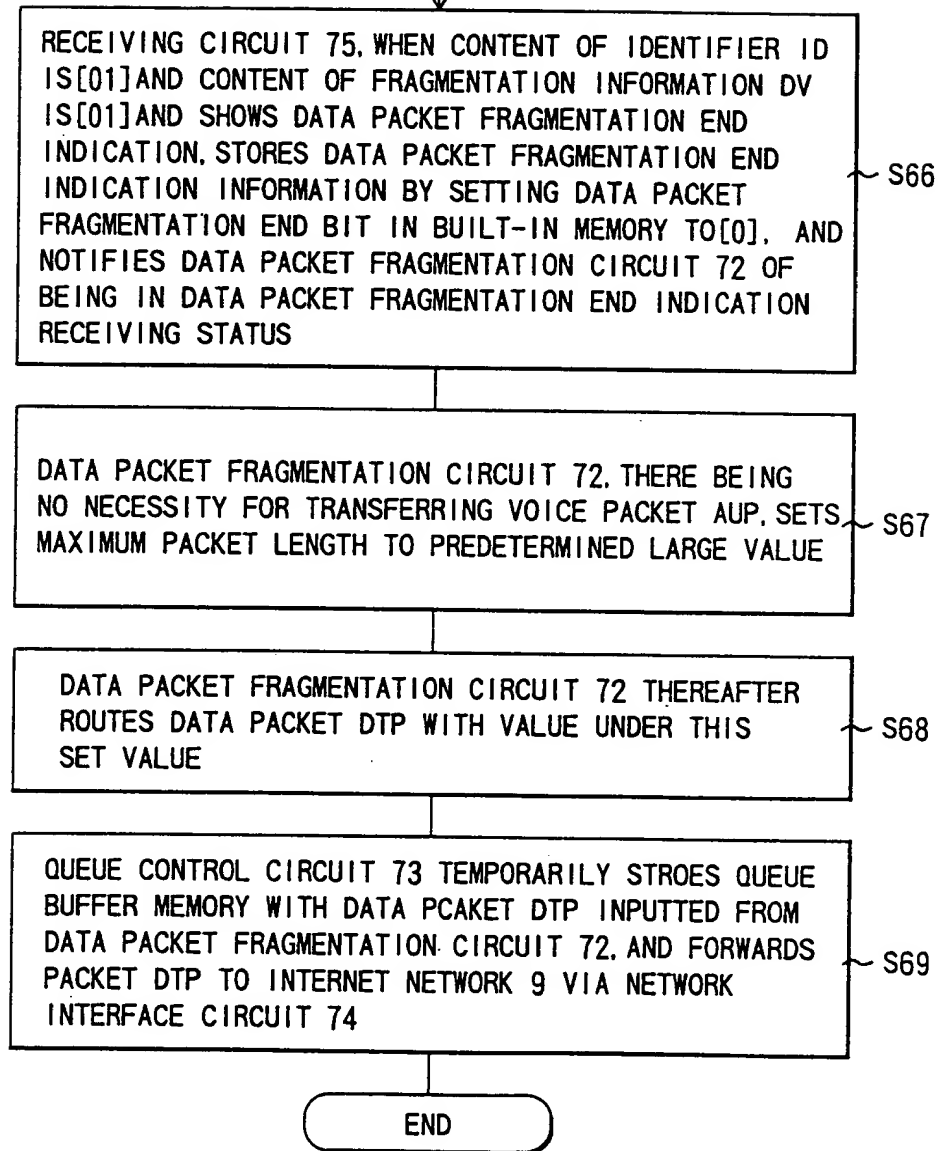 RECEIVING CIRCUIT 75, WHEN CONTENT OF IDENTIFIER ID
IS[01]AND CONTENT OF FRAGMENTATION INFORMATION DV
IS[01]AND SHOWS DATA PACKET FRAGMENTATION END
INDICATION, STORES DATA PACKET FRAGMENTATION END
INDICATION INFORMATION BY SETTING DATA PACKET
FRAGMENTATION END BIT IN BUILT-IN MEMORY TO[0], AND
NOTIFIES DATA PACKET FRAGMENTATION CIRCUIT 72 OF
BEING IN DATA PACKET FRAGMENTATION END INDICATION
RECEIVING STATUS
S66
DATA PACKET FRAGMENTATION CIRCUIT 72, THERE BEING
NO NECESSITY FOR TRANSFERRING VOICE PACKET AUP, SETS
MAXIMUM PACKET LENGTH TO PREDETERMINED LARGE VALUE
S67
DATA PACKET FRAGMENTATION CIRCUIT 72 THEREAFTER
ROUTES DATA PACKET DTP WITH VALUE UNDER THIS
SET VALUE
S68
QUEUE CONTROL CIRCUIT 73 TEMPORARILY STROES QUEUE
BUFFER MEMORY WITH DATA PCAKET DTP INPUTTED FROM
DATA PACKET FRAGMENTATION CIRCUIT 72, AND FORWARDS
PACKET DTP TO INTERNET NETWORK 9 VIA NETWORK
INTERFACE CIRCUIT 74
S69
END